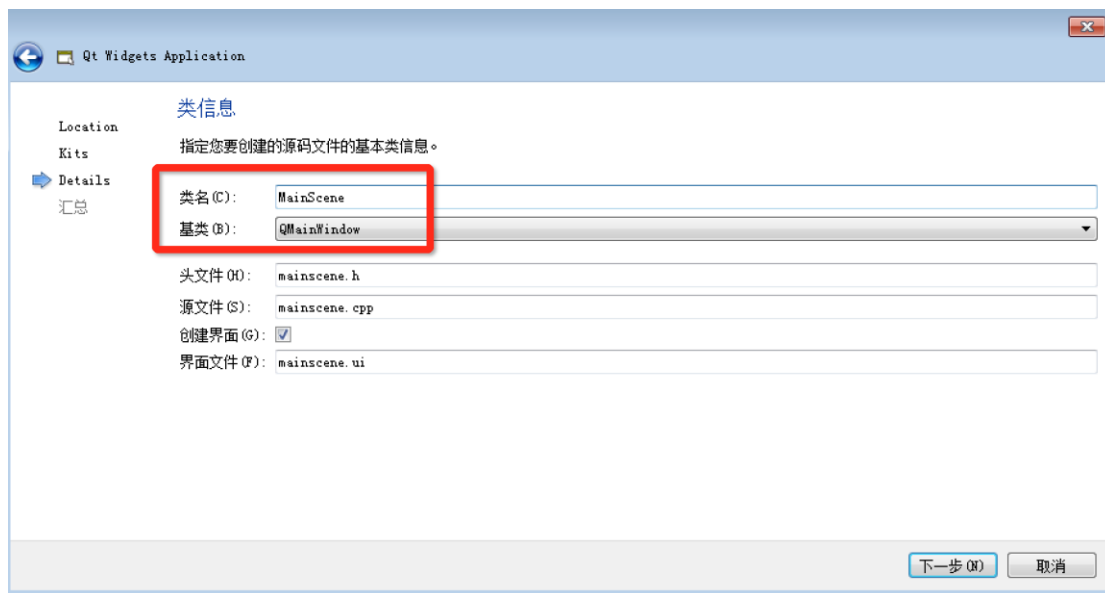 Qt Widgets Application
类信息
Location
指定您要创建的源码文件的基本类信息。
Kits
Details
类名(C): MainScene
汇总
基类(B): QMainWindow
头文件(H): mainscene.h
源文件(S): mainscene.cpp
创建界面(G):
界面文件(F): mainscene.ui
下一步(N) 取消